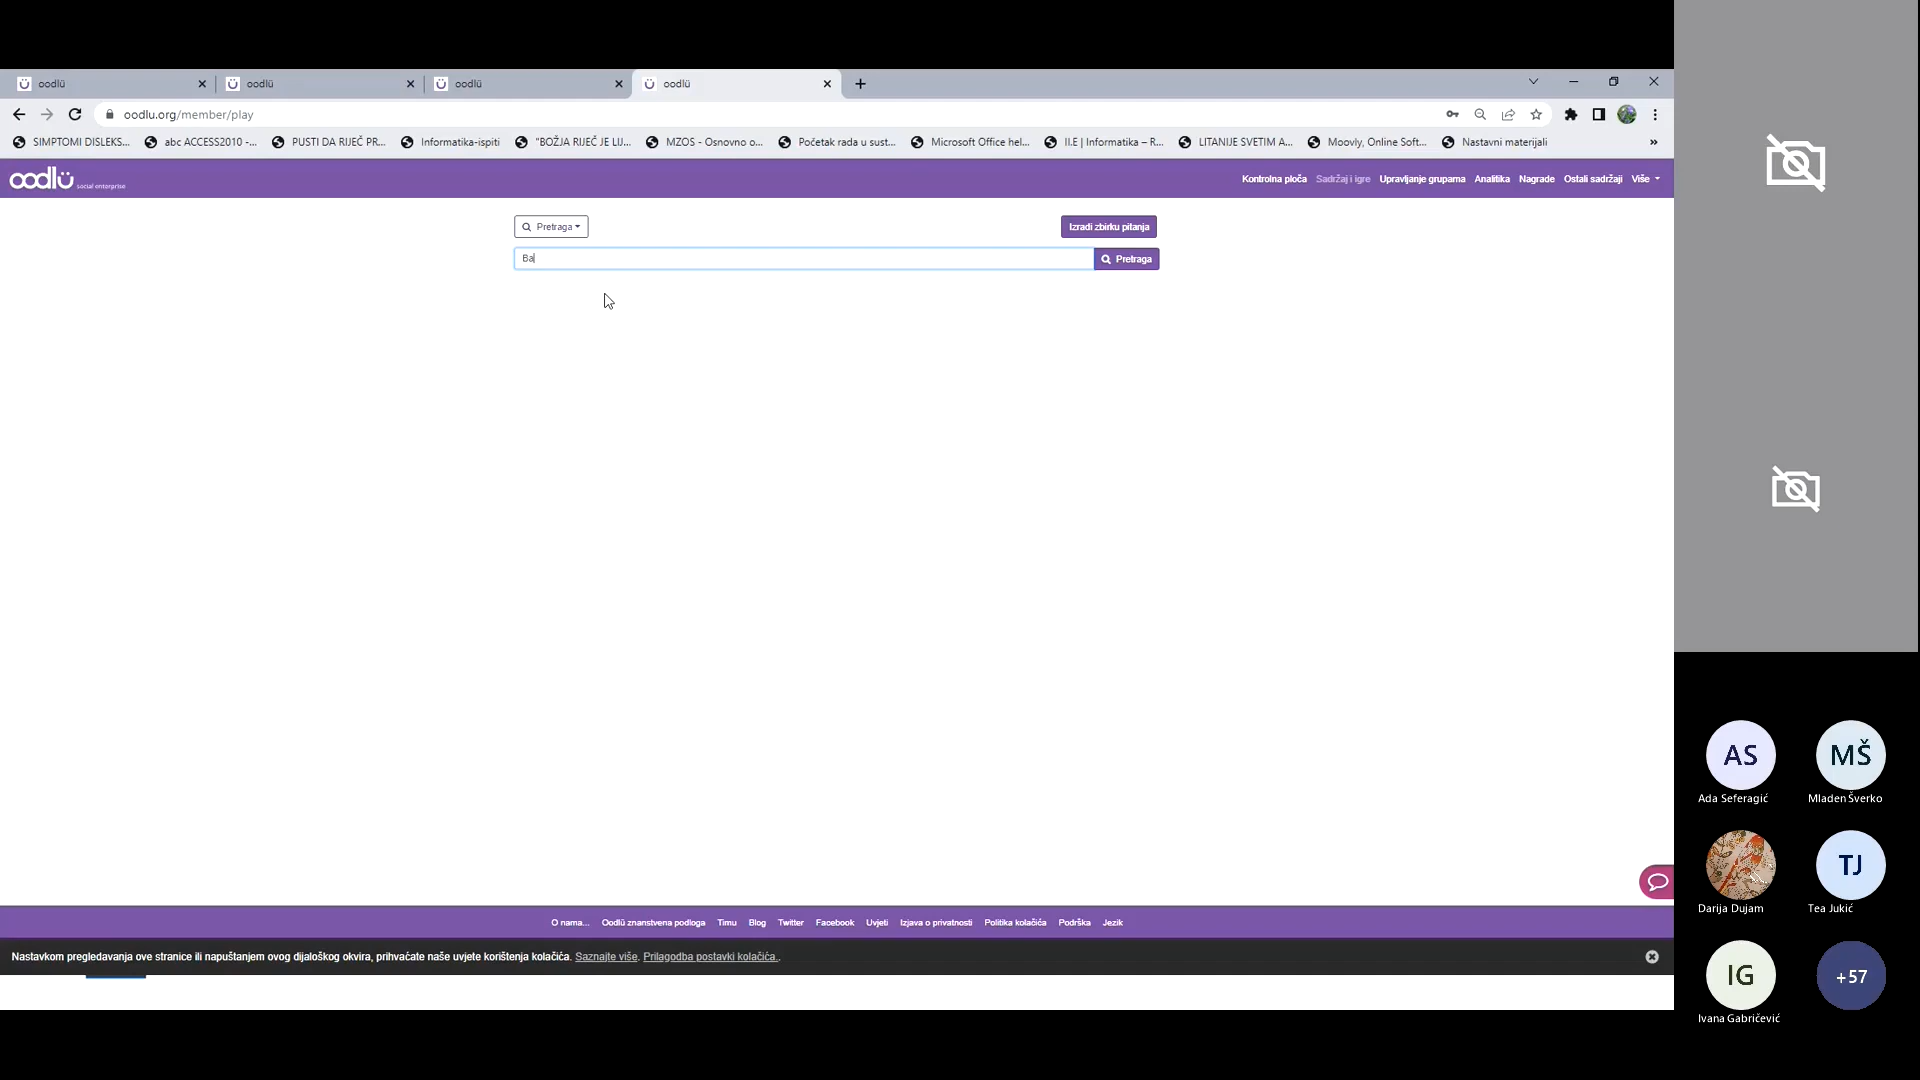 oodlü
oodlü
oodlü
oodlü
oodlu.org/member/play
SIMPTOMI DISLEKS...
abc ACCESS2010 -...
PUSTI DA RIJEČ PR...
Informatika-ispiti
"BOŽJA RIJEČ JE LIJ...
MZOS - Osnovno o...
Početak rada u sust...
Microsoft Office hel...
II.E | Informatika – R...
LITANIJE SVETIM A...
Moovly, Online Soft...
Nastavni materijali
»
oodlü social enterprise
Kontrolna ploča
Sadržaj i igre
Upravljanje grupama
Analitika
Nagrade
Ostali sadržaji
Više
Pretraga
Izradi zbirku pitanja
Ba
Pretraga
O nama...
Oodlü znanstvena podloga
Timu
Blog
Twitter
Facebook
Uvjeti
Izjava o privatnosti
Politika kolačića
Podrška
Jezik
Nastavkom pregledavanja ove stranice ili napuštanjem ovog dijaloškog okvira, prihvaćate naše uvjete korištenja kolačića. Saznajte više. Prilagodba postavki kolačića..
AS
Ada Seferagić
MŠ
Mladen Šverko
Darija Dujam
TJ
Tea Jukić
IG
Ivana Gabričević
+57